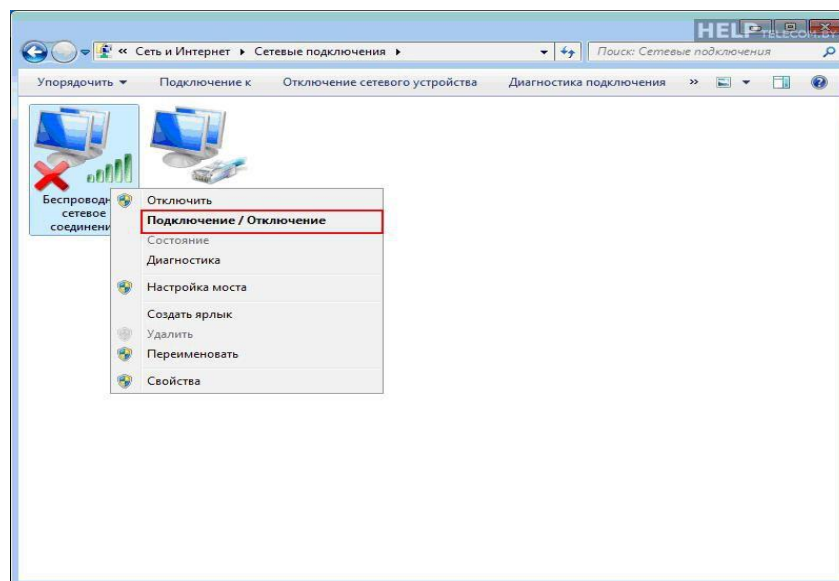 HELP TELECOM.BY
« Сеть и Интернет Сетевые подключения
Поиск: Сетевые подключения
Упорядочить Подключение к Отключение сетевого устройства Диагностика подключения »
Беспроводн
сетевое
соединени
Отключить
Подключение / Отключение
Состояние
Диагностика
Настройка моста
Создать ярлык
Удалить
Переименовать
Свойства